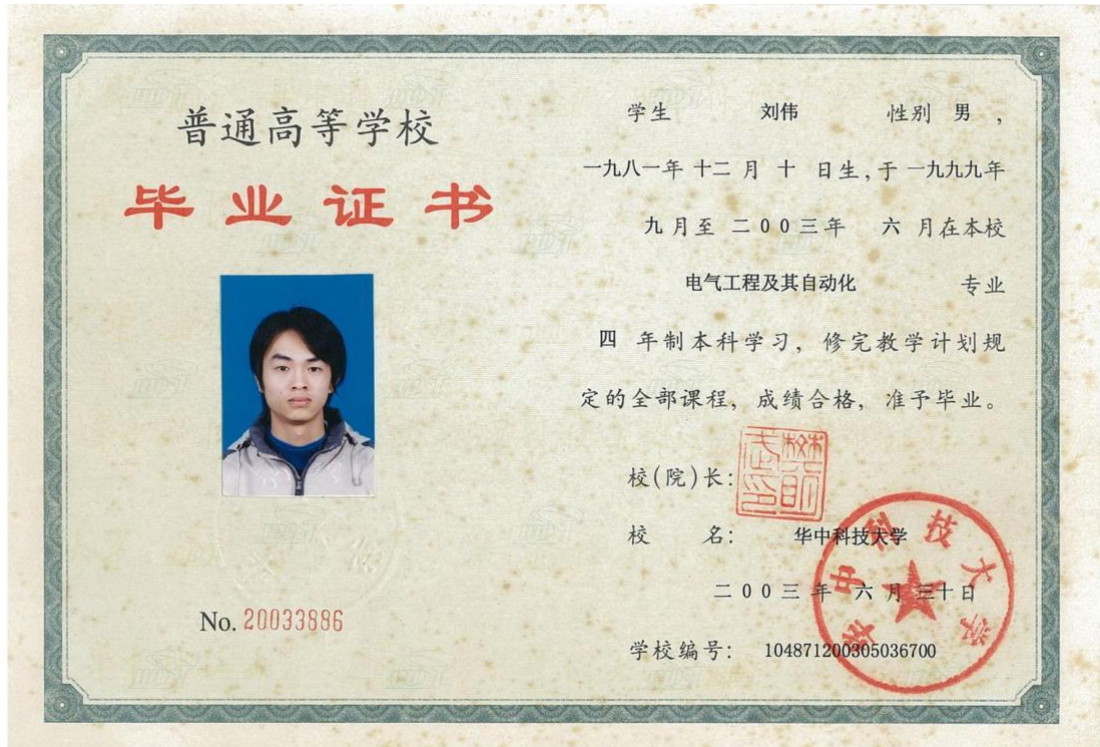 普通高等学校
毕业证书
No. 20033886
学生 刘伟 性别 男 ,
一九八一年 十二 月 十 日生, 于 一九九九年
九 月至 二00三年 六 月在本校
电气工程及其自动化 专业
四 年制本科学习, 修完教学计划规
定的全部课程, 成绩合格, 准予毕业。
校(院)长:
校 名: 华中科技大学
二00三 年 六 月 三十日
学校编号: 104871200305036700
华中科技大学